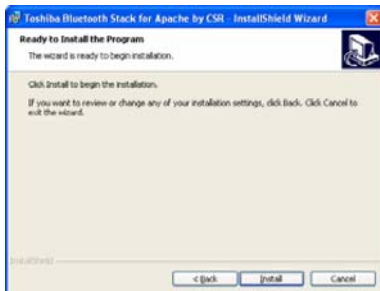 Toshiba Bluetooth Stack for Apache by CSR - InstallShield Wizard
Ready to Install the Program
The wizard is ready to begin installation.
Click Install to begin the installation.
If you want to review or change any of your installation settings, click Back. Click Cancel to
exit the wizard.
InstallShield
< Back
Install
Cancel